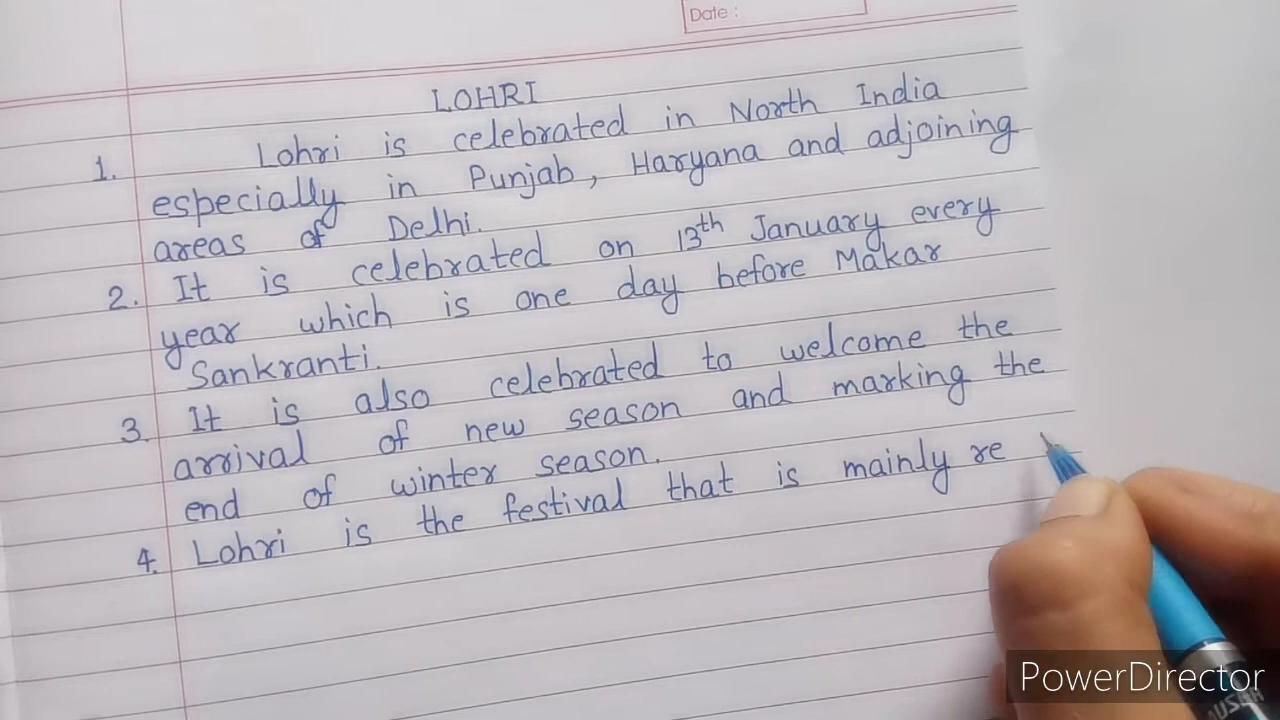 Date :
LOHRI
1. Lohri is celebrated in North India
especially in Punjab, Haryana and adjoining
areas of Delhi.
2. It is celebrated on 13th January every
year which is one day before Makar
Sankranti.
3. It is also celebrated to welcome the
arrival of new season and marking the
end of winter season.
4. Lohri is the festival that is mainly re
PowerDirector